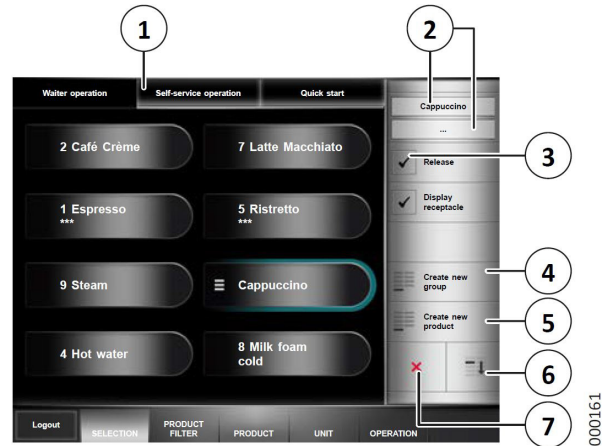 1
2
Waiter operation
Self-service operation
Quick start
Cappuccino
...
2 Café Crème
7 Latte Macchiato
3
Release
1 Espresso
***
5 Ristretto
***
Display
receptacle
9 Steam
Cappuccino
4
Create new
group
5
Create new
product
4 Hot water
8 Milk foam
cold
6
7
Logout
SELECTION
PRODUCT
FILTER
PRODUCT
UNIT
OPERATION
000161